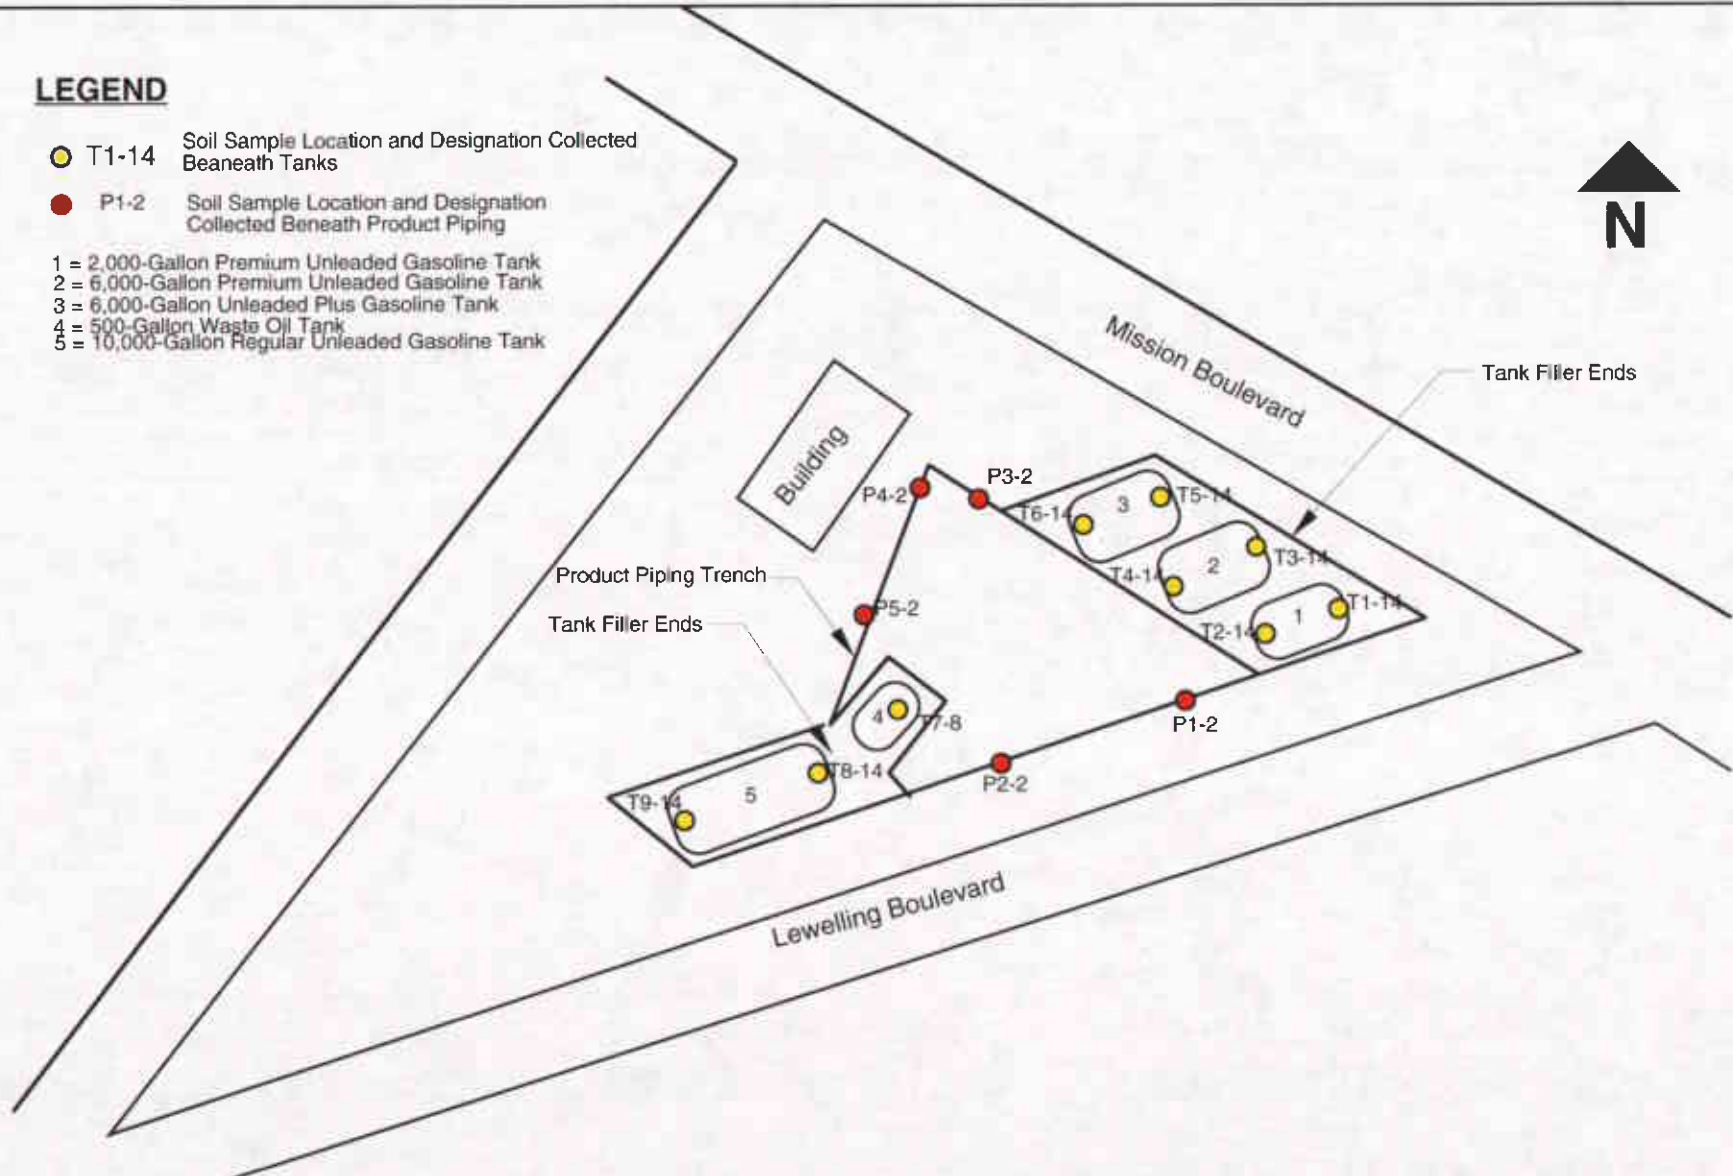 LEGEND
T1-14 Soil Sample Location and Designation Collected
Beaneath Tanks
P1-2 Soil Sample Location and Designation
Collected Beneath Product Piping
1 = 2,000-Gallon Premium Unleaded Gasoline Tank
2 = 6,000-Gallon Premium Unleaded Gasoline Tank
3 = 6,000-Gallon Unleaded Plus Gasoline Tank
4 = 500-Gallon Waste Oil Tank
5 = 10,000-Gallon Regular Unleaded Gasoline Tank
N
Mission Boulevard
Tank Filler Ends
Building
P4-2
P3-2
T6-14
3
T5-14
T4-14
2
T3-14
T2-14
1
T1-14
Product Piping Trench
P5-2
Tank Filler Ends
4
T7-8
T8-14
5
T9-14
P1-2
P2-2
Lewelling Boulevard